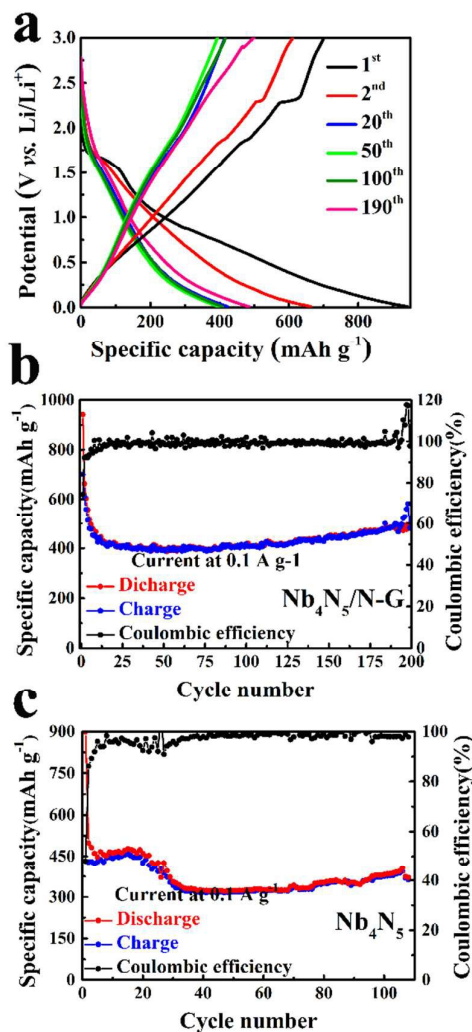 a
3.0
2.5
2.0
1.5
1.0
0.5
0.0
Potential (V vs. Li/Li⁺)
1st
2nd
20th
50th
100th
190th
0 200 400 600 800
Specific capacity (mAh g⁻¹)
b
1000
800
600
400
200
0
Specific capacity(mAh g⁻¹)
120
100
80
60
40
20
0
Coulombic efficiency(%)
Current at 0.1 A g-1
Dicharge
Charge
Coulombic efficiency
Nb₄N₅/N-G
0 25 50 75 100 125 150 175 200
Cycle number
c
900
750
600
450
300
150
0
Specific capacity(mAh g⁻¹)
100
80
60
40
20
0
Coulombic efficiency(%)
Current at 0.1 A g⁻¹
Discharge
Charge
Coulombic efficiency
Nb₄N₅
0 20 40 60 80 100
Cycle number